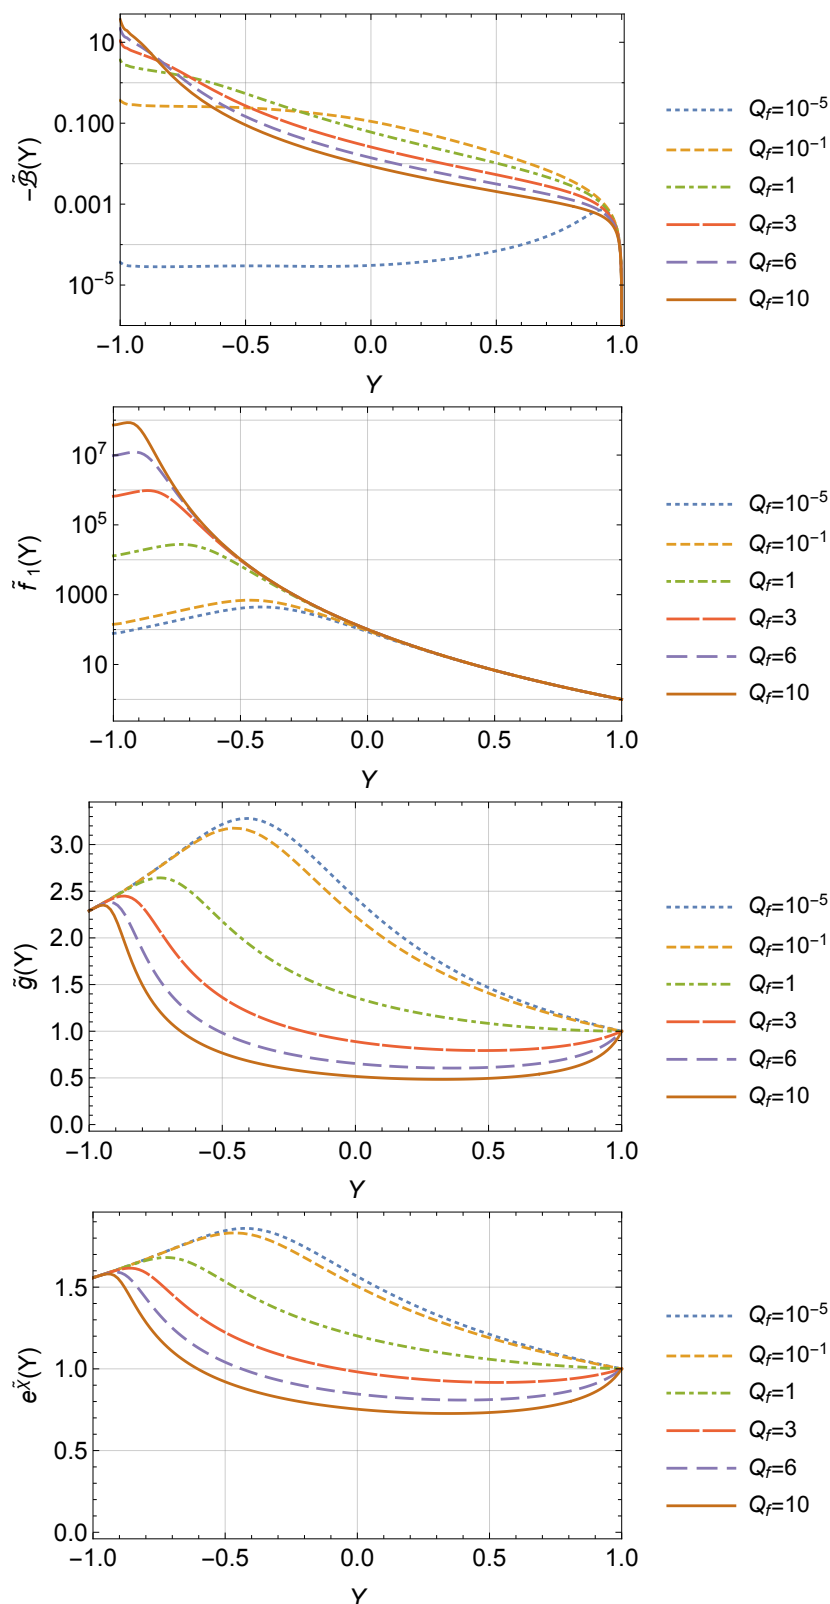 10
0.100
0.001
10⁻⁵
-ℬ̃(Y)
−1.0 −0.5 0.0 0.5 1.0
Y
Q_f=10⁻⁵
Q_f=10⁻¹
Q_f=1
Q_f=3
Q_f=6
Q_f=10
10⁷
10⁵
1000
10
f̃ ₁(Y)
−1.0 −0.5 0.0 0.5 1.0
Y
Q_f=10⁻⁵
Q_f=10⁻¹
Q_f=1
Q_f=3
Q_f=6
Q_f=10
3.0
2.5
2.0
1.5
1.0
0.5
0.0
g̃(Y)
−1.0 −0.5 0.0 0.5 1.0
Y
Q_f=10⁻⁵
Q_f=10⁻¹
Q_f=1
Q_f=3
Q_f=6
Q_f=10
1.5
1.0
0.5
0.0
e^χ̃(Y)
−1.0 −0.5 0.0 0.5 1.0
Y
Q_f=10⁻⁵
Q_f=10⁻¹
Q_f=1
Q_f=3
Q_f=6
Q_f=10